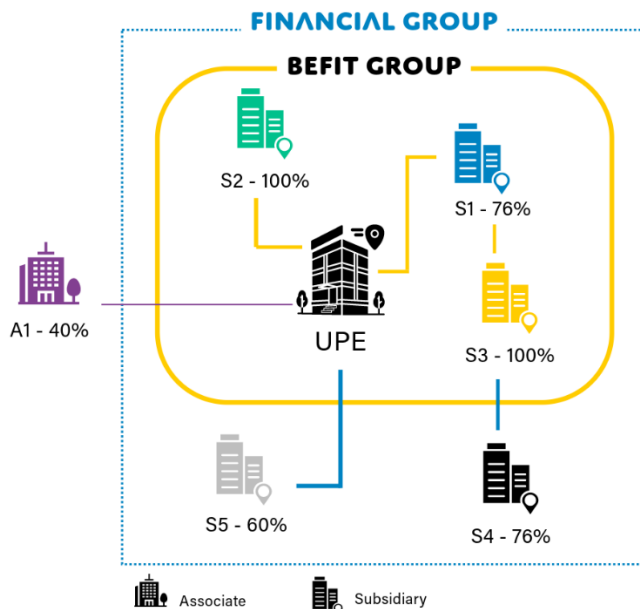 FINANCIAL GROUP
BEFIT GROUP
S2 - 100%
S1 - 76%
A1 - 40%
UPE
S3 - 100%
S5 - 60%
S4 - 76%
Associate
Subsidiary